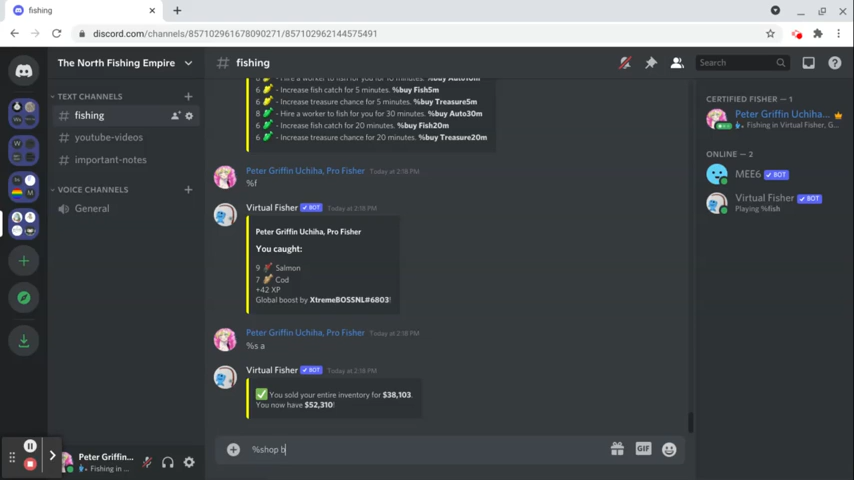 fishing
discord.com/channels/857102961678090271/857102962144575491
The North Fishing Empire
# fishing
Search
TEXT CHANNELS
fishing
youtube-videos
important-notes
VOICE CHANNELS
General
6 - Increase fish catch for 5 minutes. %buy Fish5m
6 - Increase treasure chance for 5 minutes. %buy Treasure5m
8 - Hire a worker to fish for you for 30 minutes. %buy Auto30m
6 - Increase fish catch for 20 minutes. %buy Fish20m
6 - Increase treasure chance for 20 minutes. %buy Treasure20m
Peter Griffin Uchiha, Pro Fisher Today at 2:18 PM
%f
Virtual Fisher BOT Today at 2:18 PM
Peter Griffin Uchiha, Pro Fisher
You caught:
9 Salmon
7 Cod
+42 XP
Global boost by XtremeBOSSNL#6803!
Peter Griffin Uchiha, Pro Fisher Today at 2:18 PM
%s a
Virtual Fisher BOT Today at 2:18 PM
You sold your entire inventory for $38,103.
You now have $52,310!
%shop b
GIF
Peter Griffin...
Fishing in ...
CERTIFIED FISHER — 1
Peter Griffin Uchiha...
Fishing in Virtual Fisher, G...
ONLINE — 2
MEE6 BOT
Virtual Fisher BOT
Playing %fish